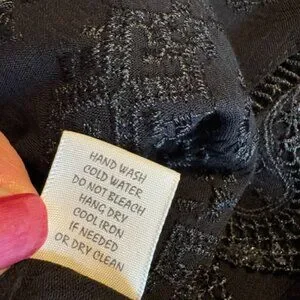 HAND WASH
COLD WATER
DO NOT BLEACH
HANG DRY
COOL IRON
IF NEEDED
OR DRY CLEAN